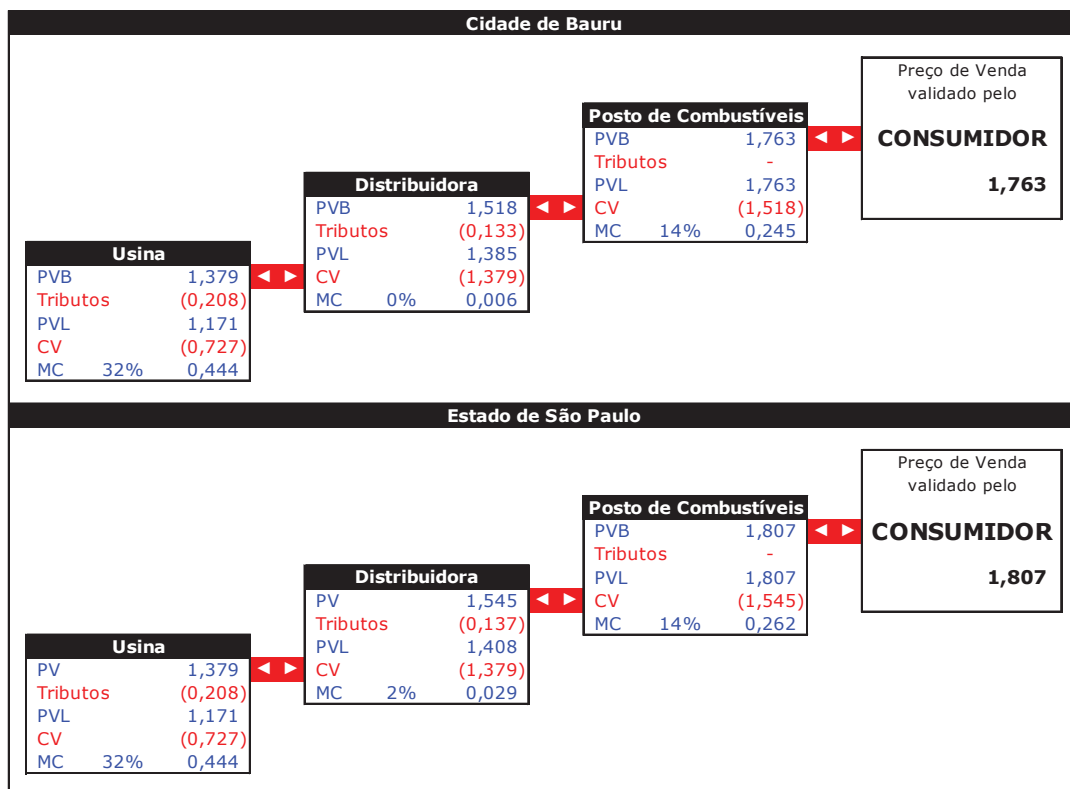 Cidade de Bauru
Preço de Venda
validado pelo
CONSUMIDOR
1,763
Posto de Combustíveis
PVB 1,763
Tributos -
PVL 1,763
CV (1,518)
MC 14% 0,245
Distribuidora
PVB 1,518
Tributos (0,133)
PVL 1,385
CV (1,379)
MC 0% 0,006
Usina
PVB 1,379
Tributos (0,208)
PVL 1,171
CV (0,727)
MC 32% 0,444
Estado de São Paulo
Preço de Venda
validado pelo
CONSUMIDOR
1,807
Posto de Combustíveis
PVB 1,807
Tributos -
PVL 1,807
CV (1,545)
MC 14% 0,262
Distribuidora
PV 1,545
Tributos (0,137)
PVL 1,408
CV (1,379)
MC 2% 0,029
Usina
PV 1,379
Tributos (0,208)
PVL 1,171
CV (0,727)
MC 32% 0,444